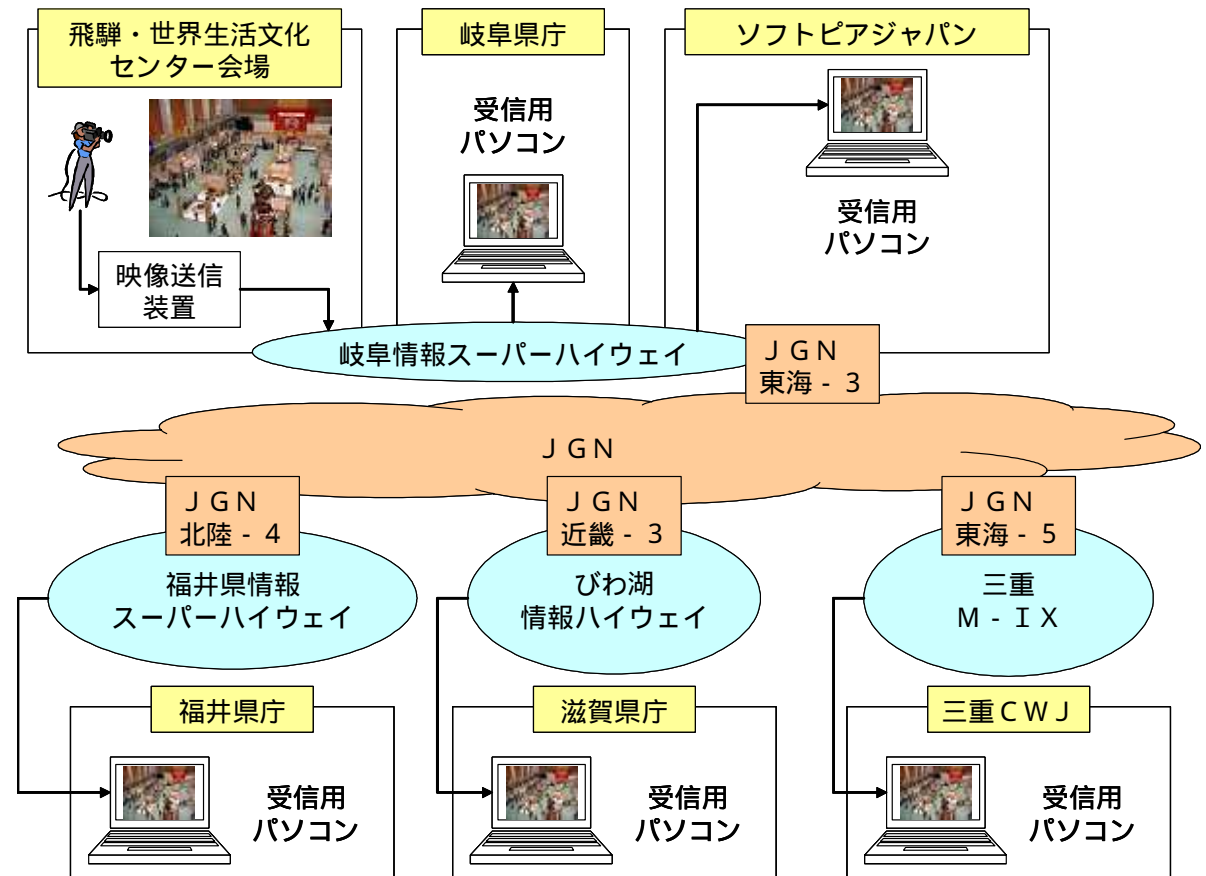 飛騨・世界生活文化
センター会場
岐阜県庁
ソフトピアジャパン
受信用
パソコン
受信用
パソコン
映像送信
装置
岐阜情報スーパーハイウェイ
ＪＧＮ
東海‐３
ＪＧＮ
ＪＧＮ
北陸‐４
ＪＧＮ
近畿‐３
ＪＧＮ
東海‐５
福井県情報
スーパーハイウェイ
びわ湖
情報ハイウェイ
三重
Ｍ‐ＩＸ
福井県庁
滋賀県庁
三重ＣＷＪ
受信用
パソコン
受信用
パソコン
受信用
パソコン